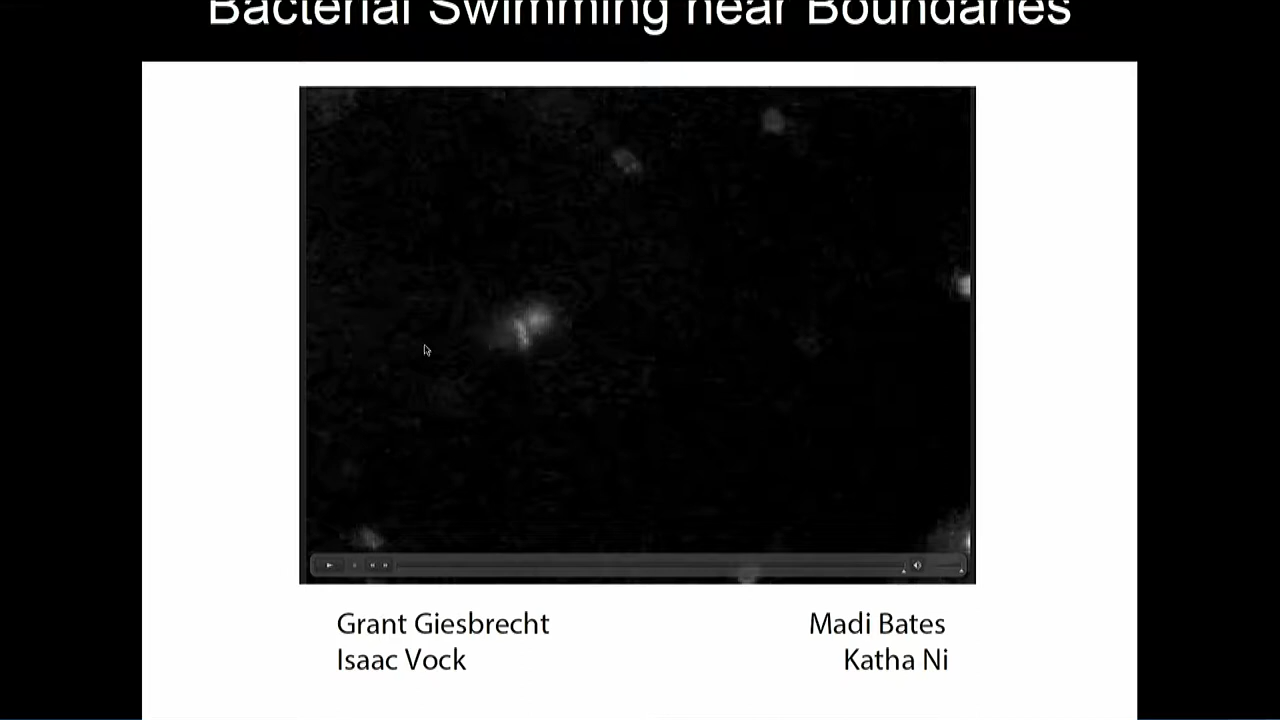 Bacterial Swimming near Boundaries
Grant Giesbrecht
Madi Bates
Isaac Vock
Katha Ni